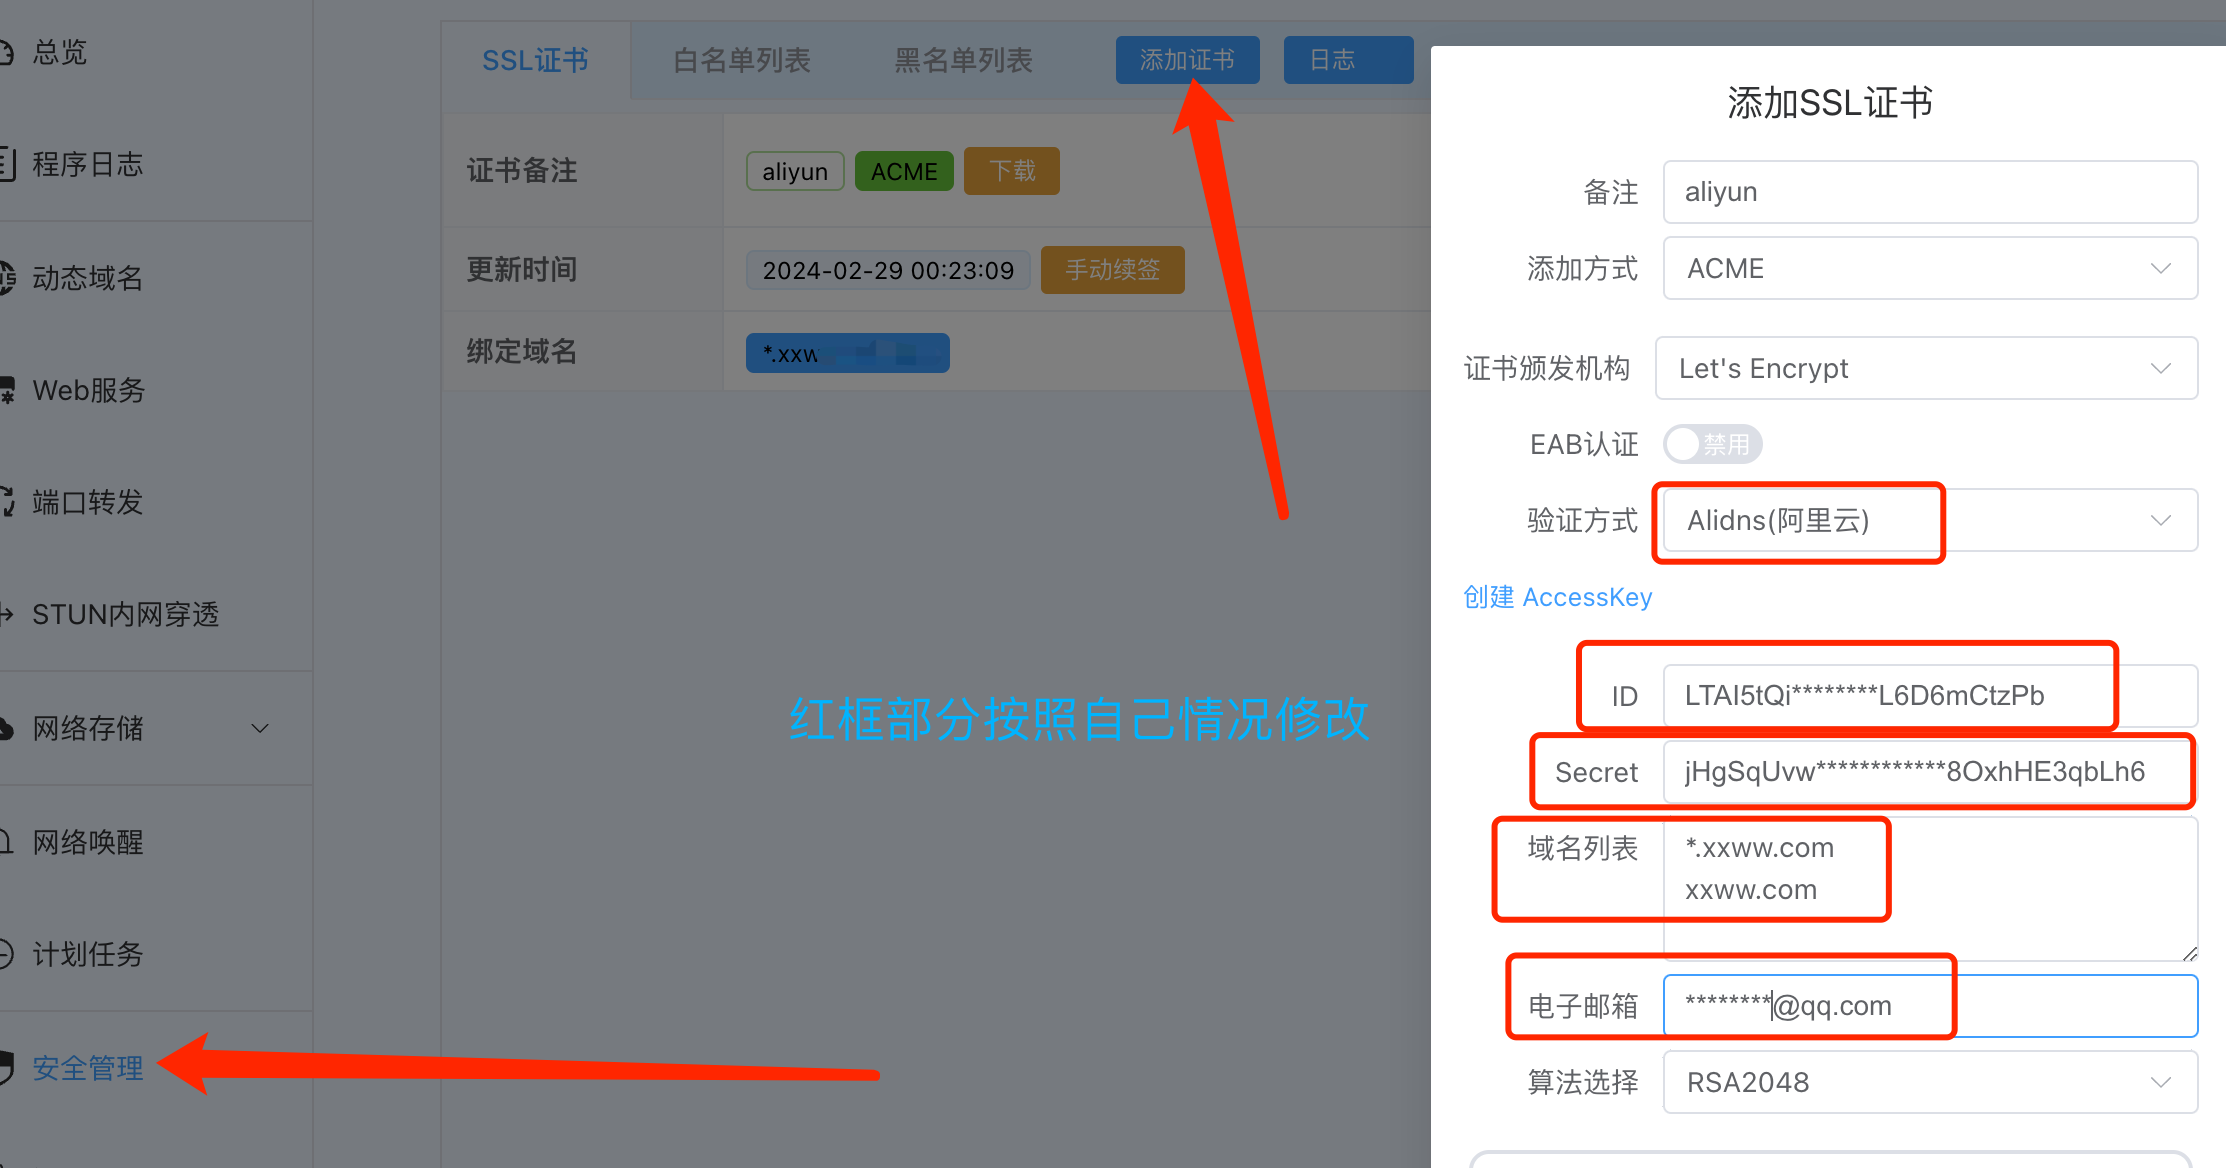 总览
程序日志
动态域名
Web服务
端口转发
STUN内网穿透
网络存储
网络唤醒
计划任务
安全管理
SSL证书 白名单列表 黑名单列表 添加证书 日志
证书备注 aliyun ACME 下载
更新时间 2024-02-29 00:23:09 手动续签
绑定域名 *.xxw
红框部分按照自己情况修改
添加SSL证书
备注 aliyun
添加方式 ACME
证书颁发机构 Let's Encrypt
EAB认证 禁用
验证方式 Alidns(阿里云)
创建 AccessKey
ID LTAI5tQi********L6D6mCtzPb
Secret jHgSqUvw************8OxhHE3qbLh6
域名列表 *.xxww.com
xxww.com
电子邮箱 ********@qq.com
算法选择 RSA2048